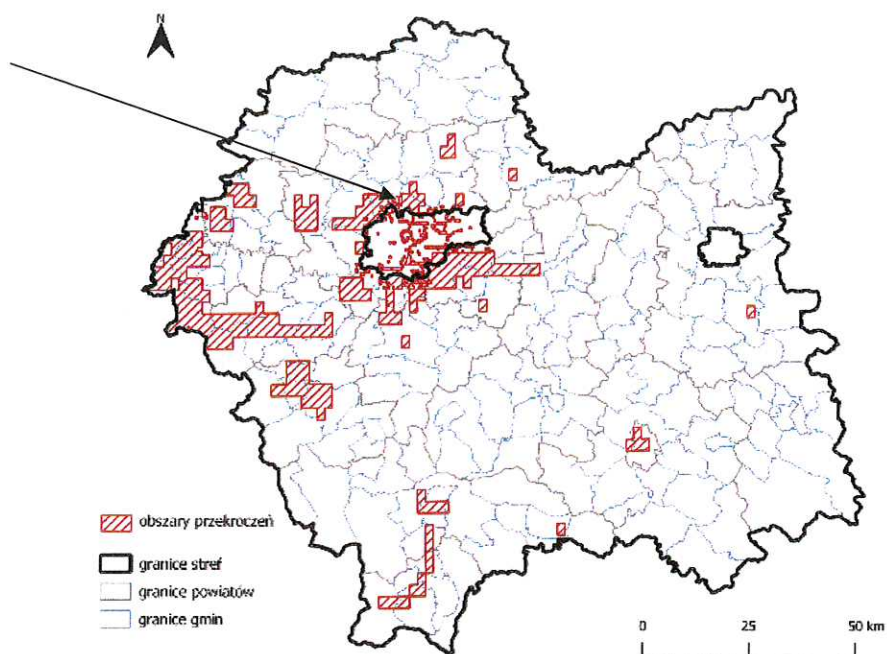 N
obszary przekroczeń
granice stref
granice powiatów
granice gmin
0 25 50 km